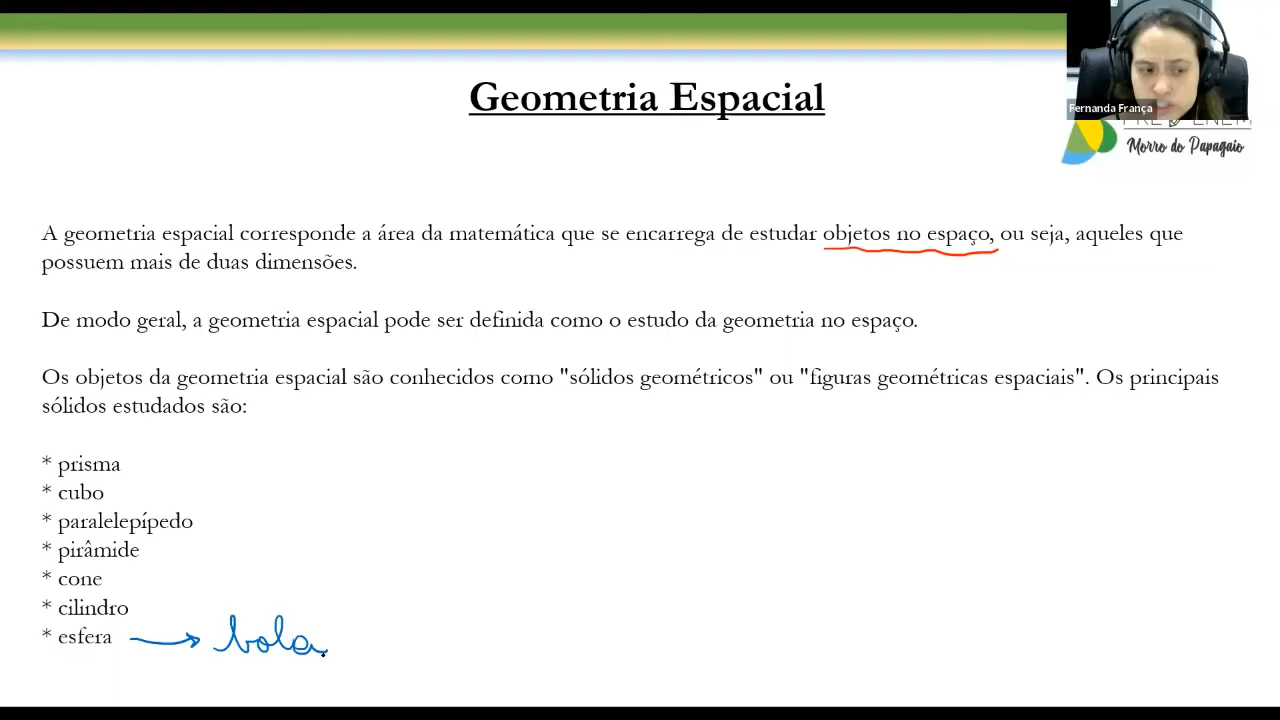 Fernanda França
Geometria Espacial
PRÉ ENEM
Morro do Papagaio
A geometria espacial corresponde a área da matemática que se encarrega de estudar objetos no espaço, ou seja, aqueles que
possuem mais de duas dimensões.
De modo geral, a geometria espacial pode ser definida como o estudo da geometria no espaço.
Os objetos da geometria espacial são conhecidos como "sólidos geométricos" ou "figuras geométricas espaciais". Os principais
sólidos estudados são:
* prisma
* cubo
* paralelepípedo
* pirâmide
* cone
* cilindro
* esfera → bola